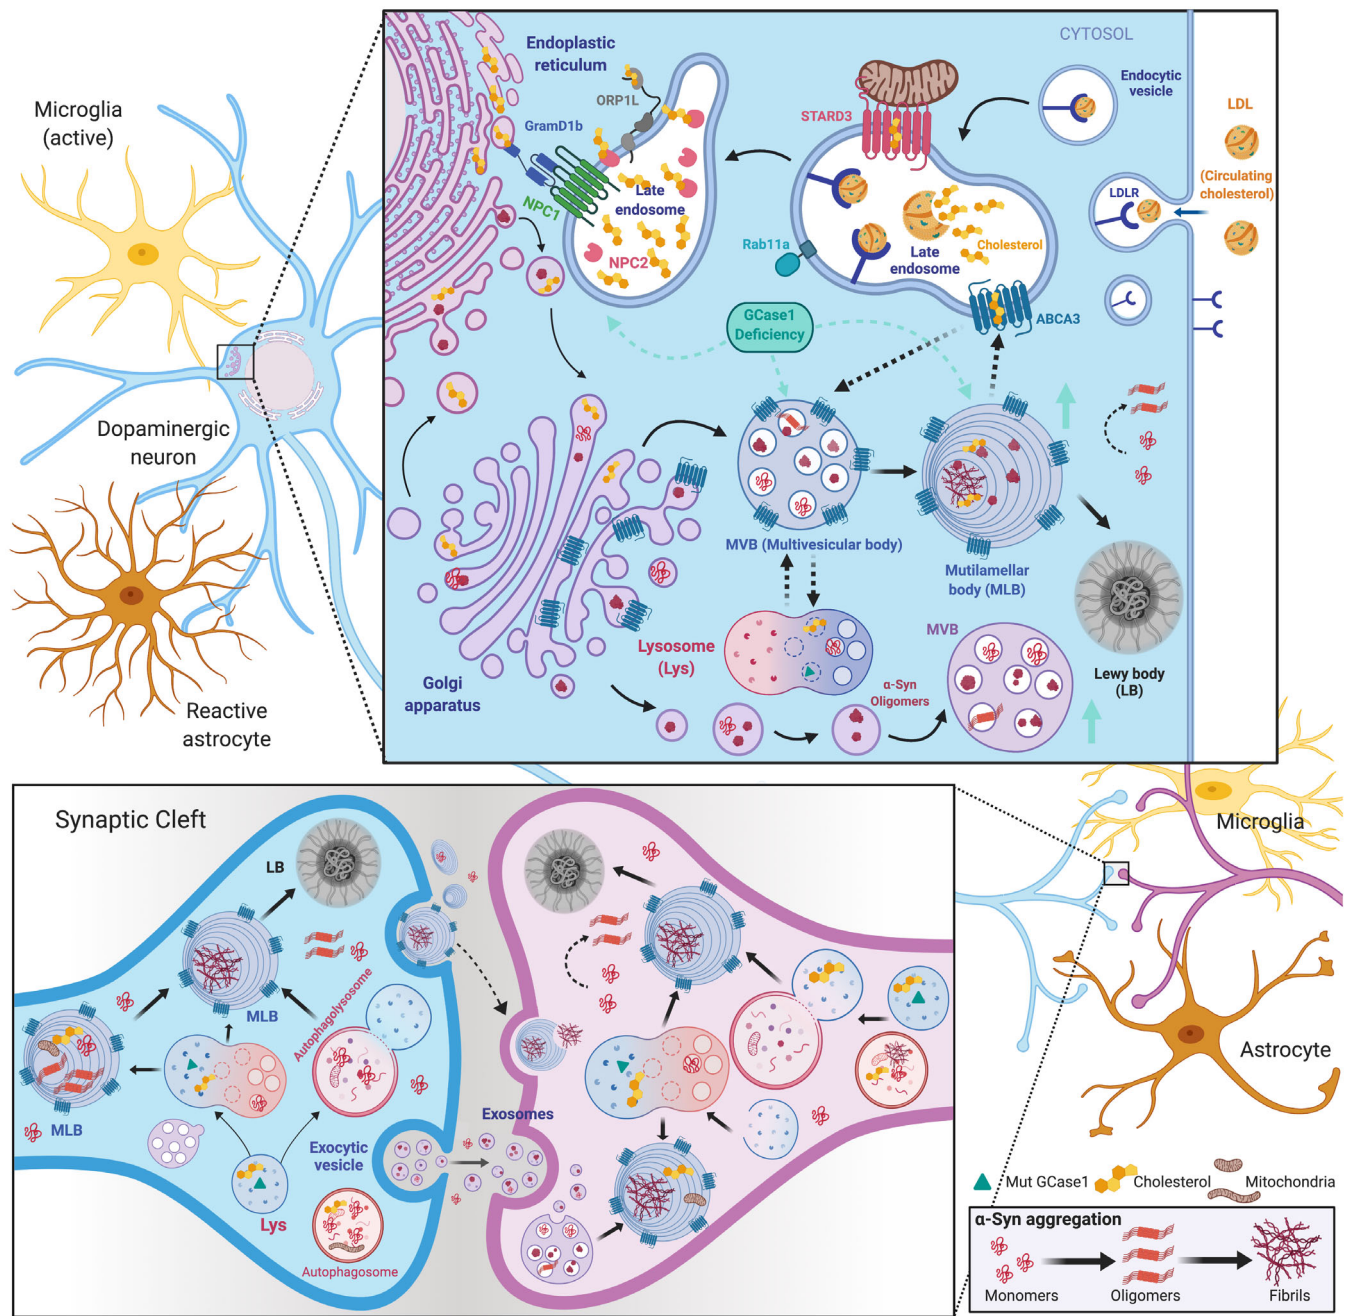 Microglia
(active)
Dopaminergic
neuron
Reactive
astrocyte
Endoplastic
reticulum
ORP1L
GramD1b
NPC1
Late
endosome
NPC2
STARD3
CYTOSOL
Endocytic
vesicle
LDL
(Circulating
cholesterol)
LDLR
Rab11a
Cholesterol
Late
endosome
ABCA3
GCase1
Deficiency
MVB (Multivesicular body)
Mutilamellar
body (MLB)
Lysosome
(Lys)
Golgi
apparatus
α-Syn
Oligomers
MVB
Lewy body
(LB)
Synaptic Cleft
LB
MLB
Autophagolysosome
MLB
Exocytic
vesicle
Exosomes
Lys
Autophagosome
Microglia
Astrocyte
Mut GCase1
Cholesterol
Mitochondria
α-Syn aggregation
Monomers
Oligomers
Fibrils